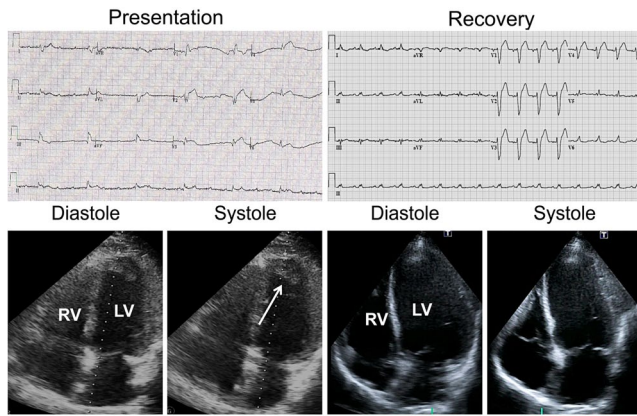 Presentation
Recovery
I aVR V1 V4
II aVL V2 V5
III aVF V3 V6
II
Diastole
Systole
Diastole
Systole
RV
LV
RV
LV
T
T